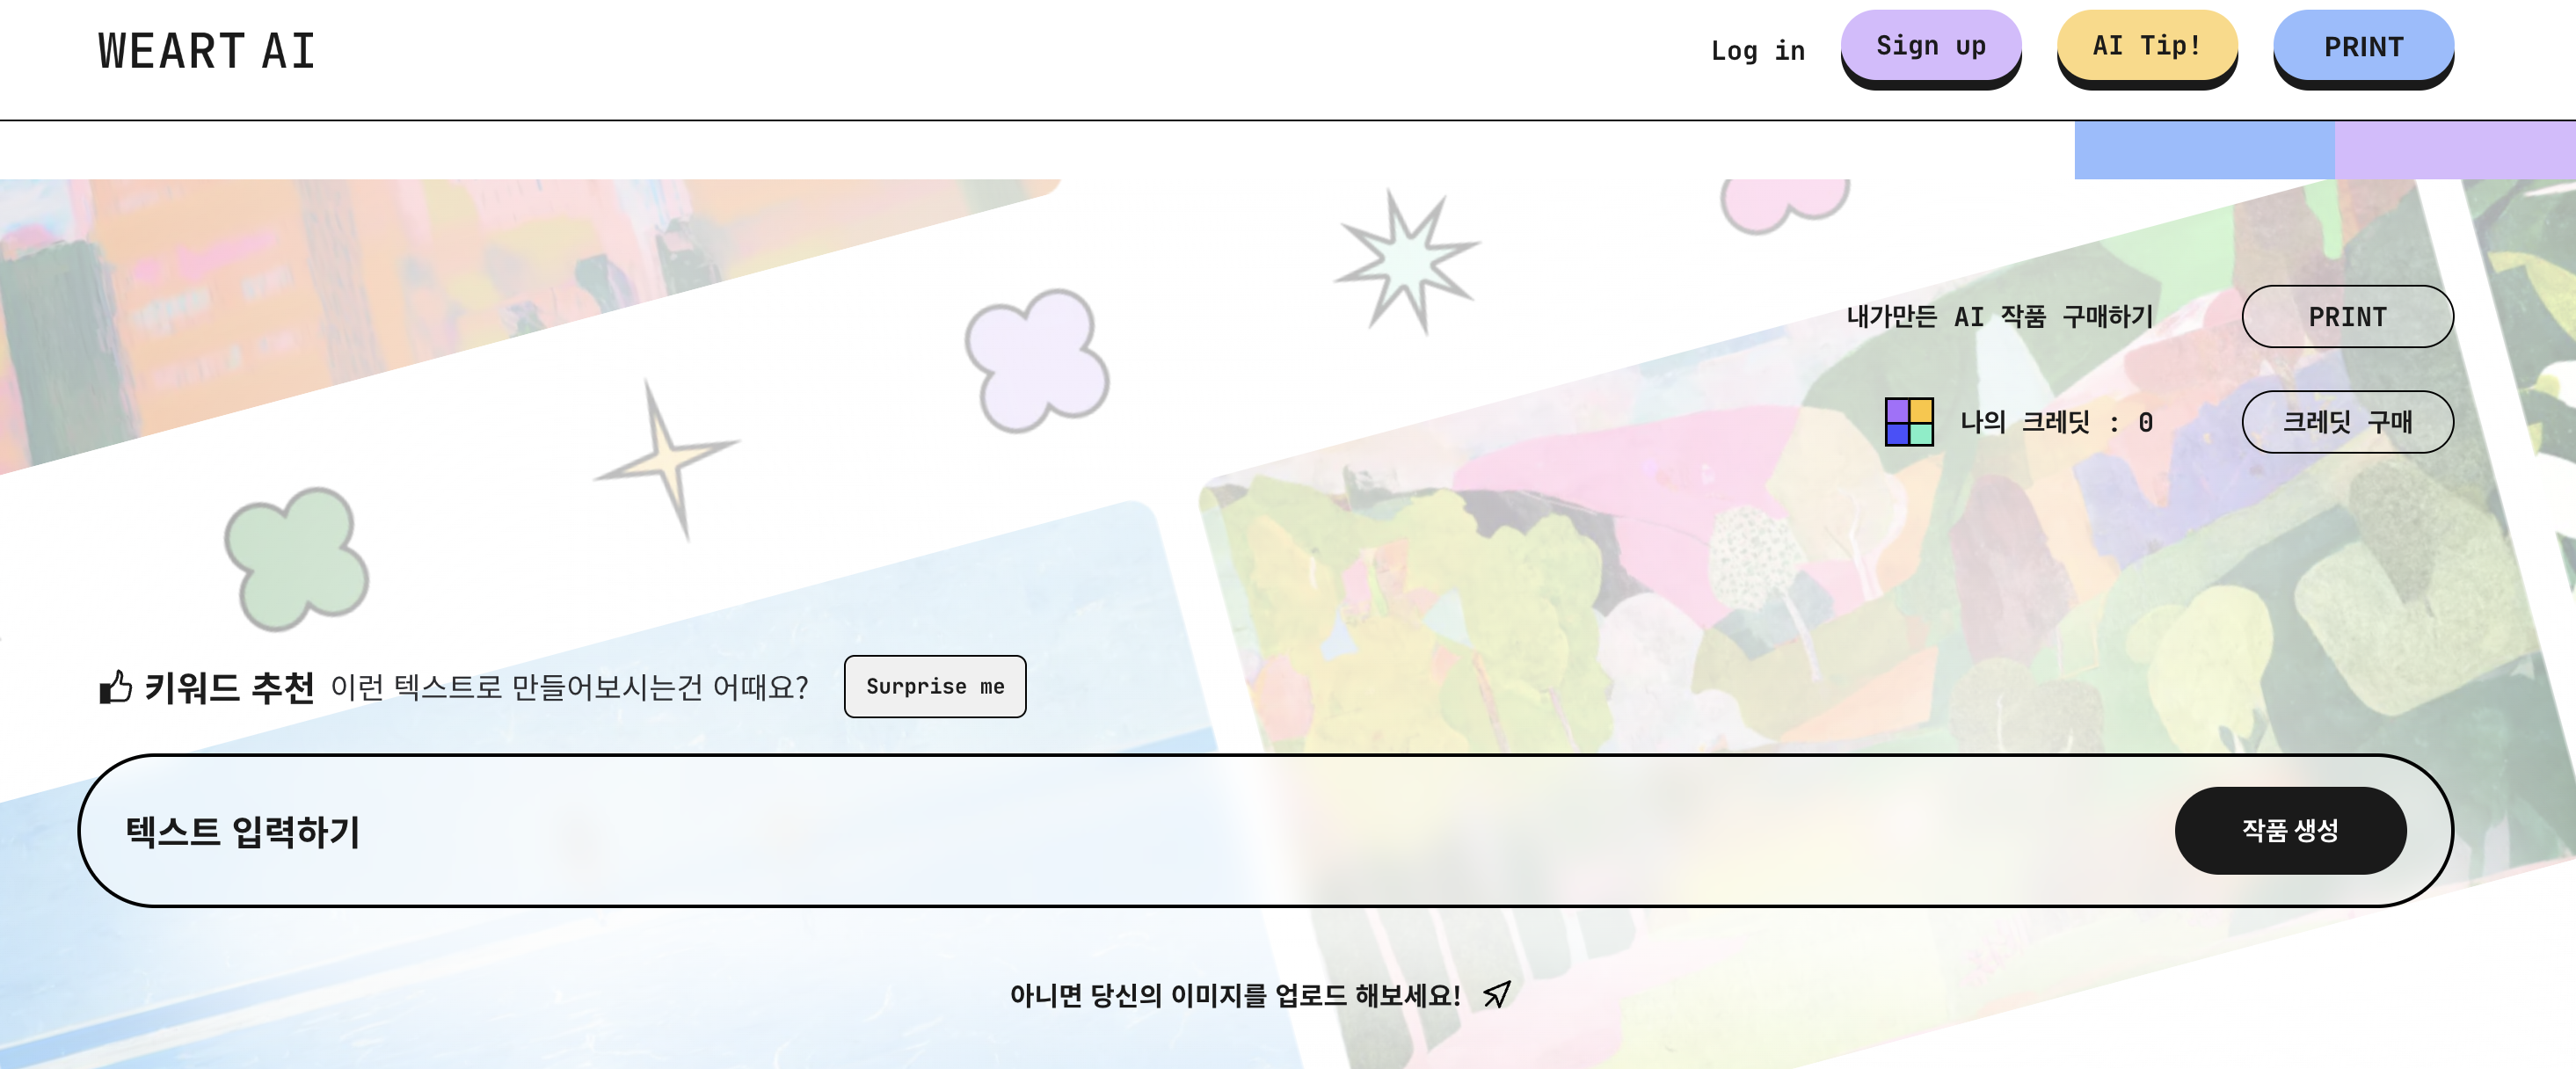 WEART AI
Log in
Sign up
AI Tip!
PRINT
내가만든 AI 작품 구매하기
PRINT
나의 크레딧 : 0
크레딧 구매
키워드 추천 이런 텍스트로 만들어보시는건 어때요?
Surprise me
텍스트 입력하기
작품 생성
아니면 당신의 이미지를 업로드 해보세요!